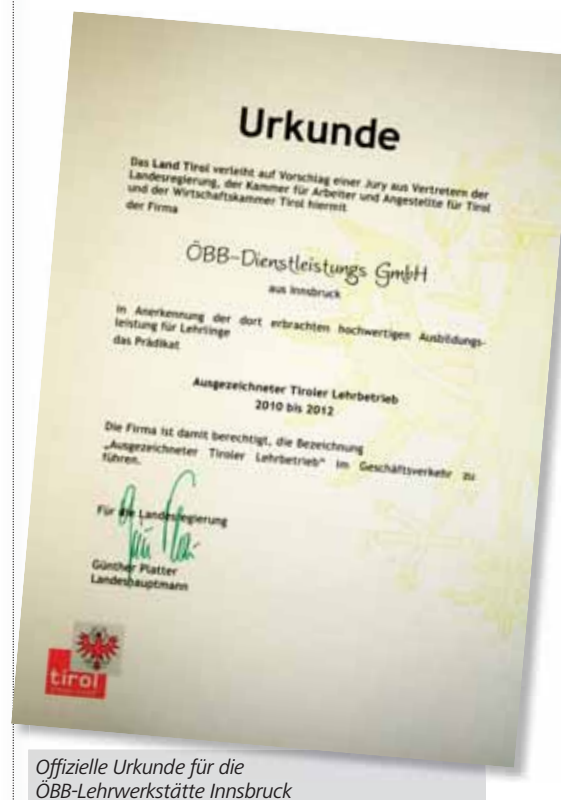 Urkunde
Das Land Tirol verleiht auf Vorschlag einer Jury aus Vertretern der
Landesregierung, der Kammer für Arbeiter und Angestellte für Tirol
und der Wirtschaftskammer Tirol hiermit
der Firma
ÖBB-Dienstleistungs GmbH
aus Innsbruck
in Anerkennung der dort erbrachten hochwertigen Ausbildungs-
leistung für Lehrlinge
das Prädikat
Ausgezeichneter Tiroler Lehrbetrieb
2010 bis 2012
Die Firma ist damit berechtigt, die Bezeichnung
„Ausgezeichneter Tiroler Lehrbetrieb“ im Geschäftsverkehr zu
führen.
Für die Landesregierung
Günther Platter
Landeshauptmann
tirol
Offizielle Urkunde für die
ÖBB-Lehrwerkstätte Innsbruck